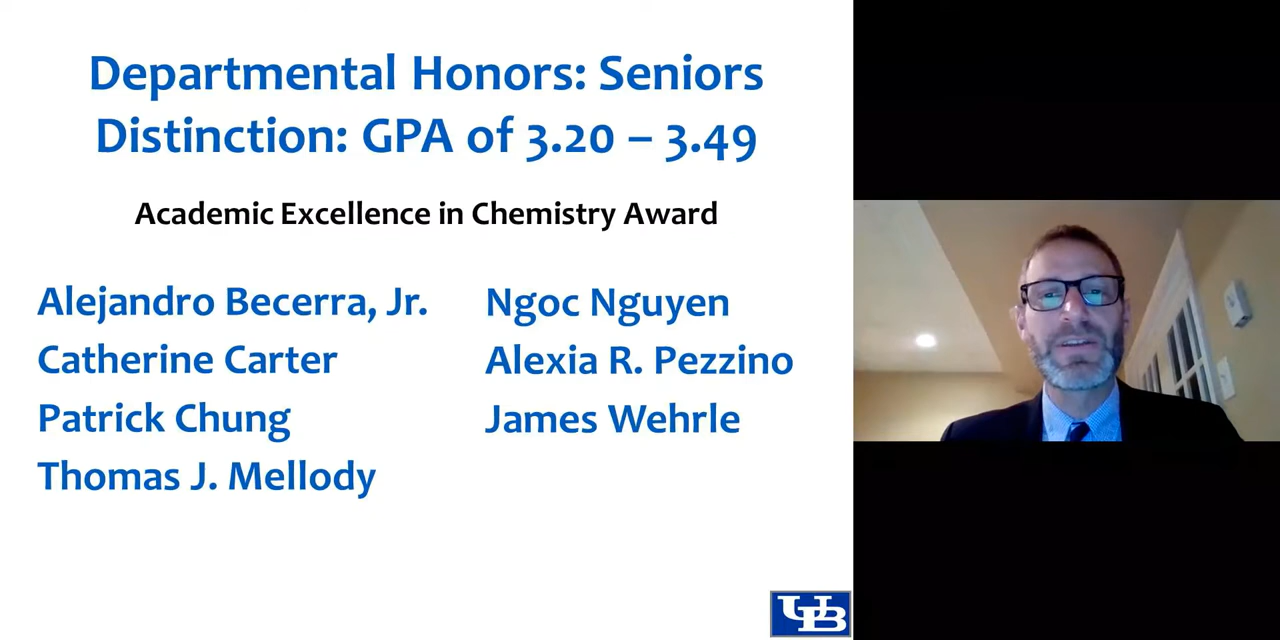 Departmental Honors: Seniors
Distinction: GPA of 3.20 – 3.49
Academic Excellence in Chemistry Award
Alejandro Becerra, Jr.
Catherine Carter
Patrick Chung
Thomas J. Mellody
Ngoc Nguyen
Alexia R. Pezzino
James Wehrle
UB